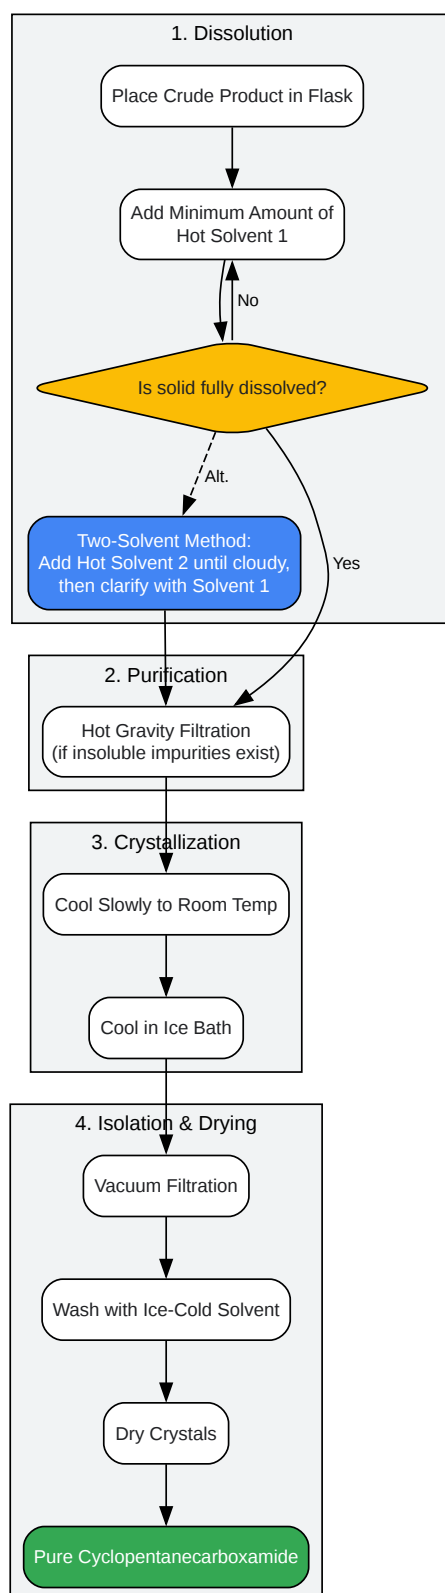 1. Dissolution
Place Crude Product in Flask
Add Minimum Amount of
Hot Solvent 1
No
Is solid fully dissolved?
Alt.
Two-Solvent Method:
Add Hot Solvent 2 until cloudy,
then clarify with Solvent 1
Yes
2. Purification
Hot Gravity Filtration
(if insoluble impurities exist)
3. Crystallization
Cool Slowly to Room Temp
Cool in Ice Bath
4. Isolation & Drying
Vacuum Filtration
Wash with Ice-Cold Solvent
Dry Crystals
Pure Cyclopentanecarboxamide